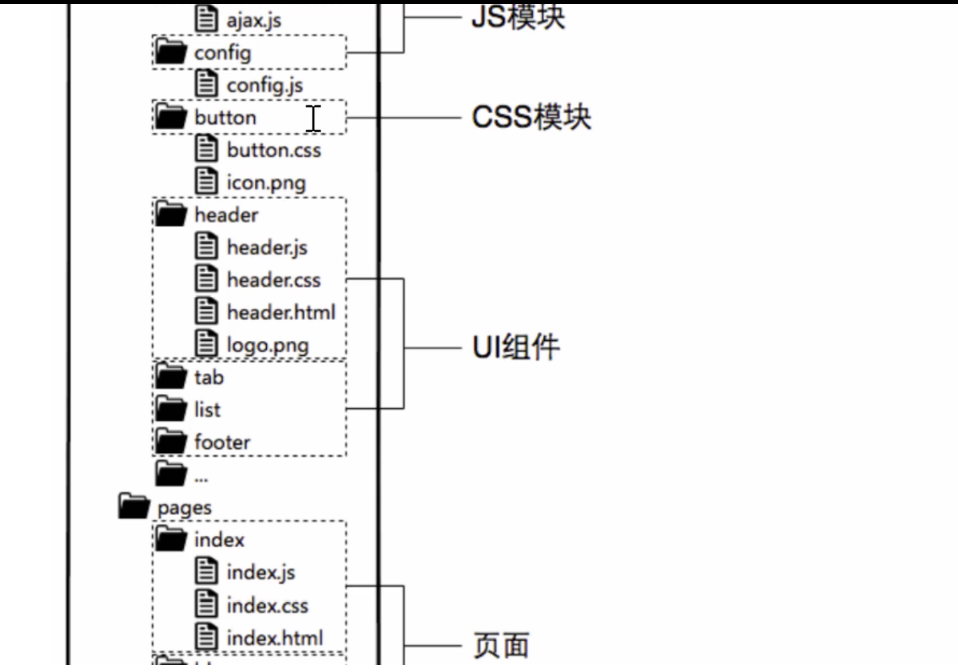 ajax.js
JS模块
config
config.js
button
CSS模块
button.css
icon.png
header
header.js
header.css
header.html
logo.png
UI组件
tab
list
footer
...
pages
index
index.js
index.css
index.html
页面